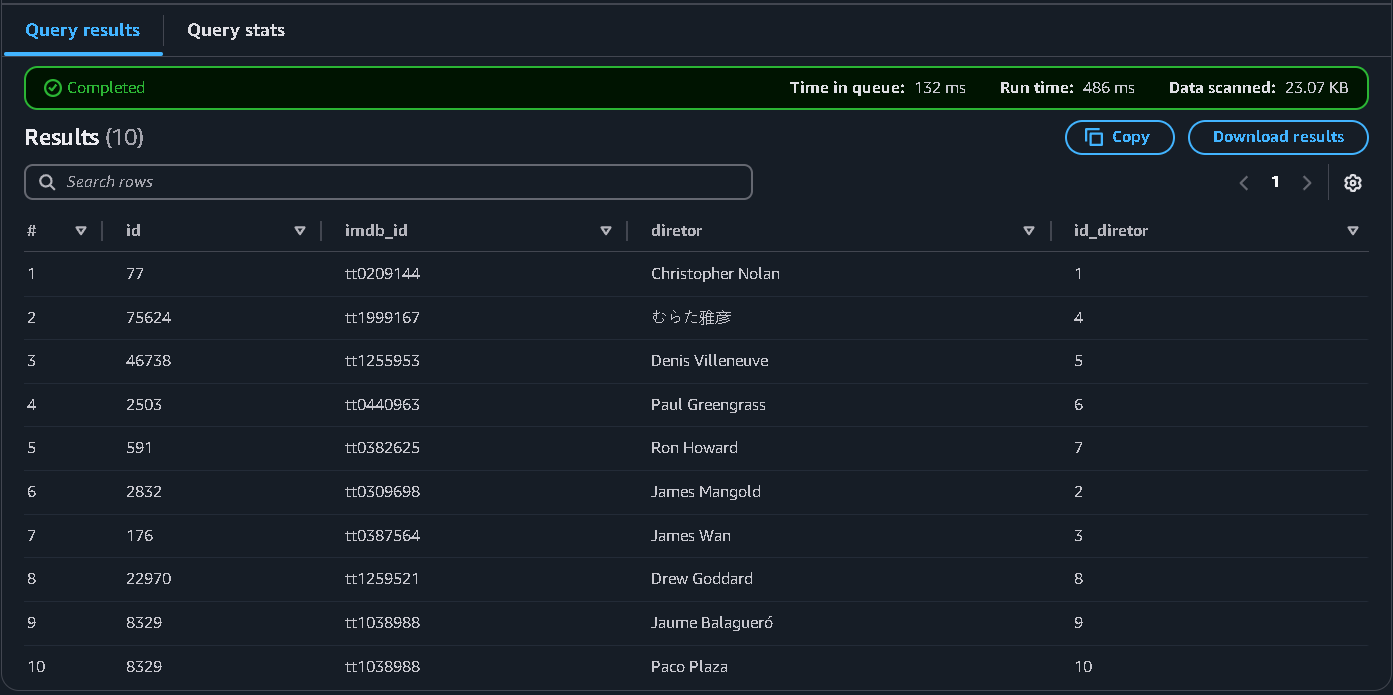 Query results Query stats
Completed Time in queue: 132 ms Run time: 486 ms Data scanned: 23.07 KB
Results (10) Copy Download results
Search rows 1
# id imdb_id diretor id_diretor
1 77 tt0209144 Christopher Nolan 1
2 75624 tt1999167 むらた雅彦 4
3 46738 tt1255953 Denis Villeneuve 5
4 2503 tt0440963 Paul Greengrass 6
5 591 tt0382625 Ron Howard 7
6 2832 tt0309698 James Mangold 2
7 176 tt0387564 James Wan 3
8 22970 tt1259521 Drew Goddard 8
9 8329 tt1038988 Jaume Balagueró 9
10 8329 tt1038988 Paco Plaza 10